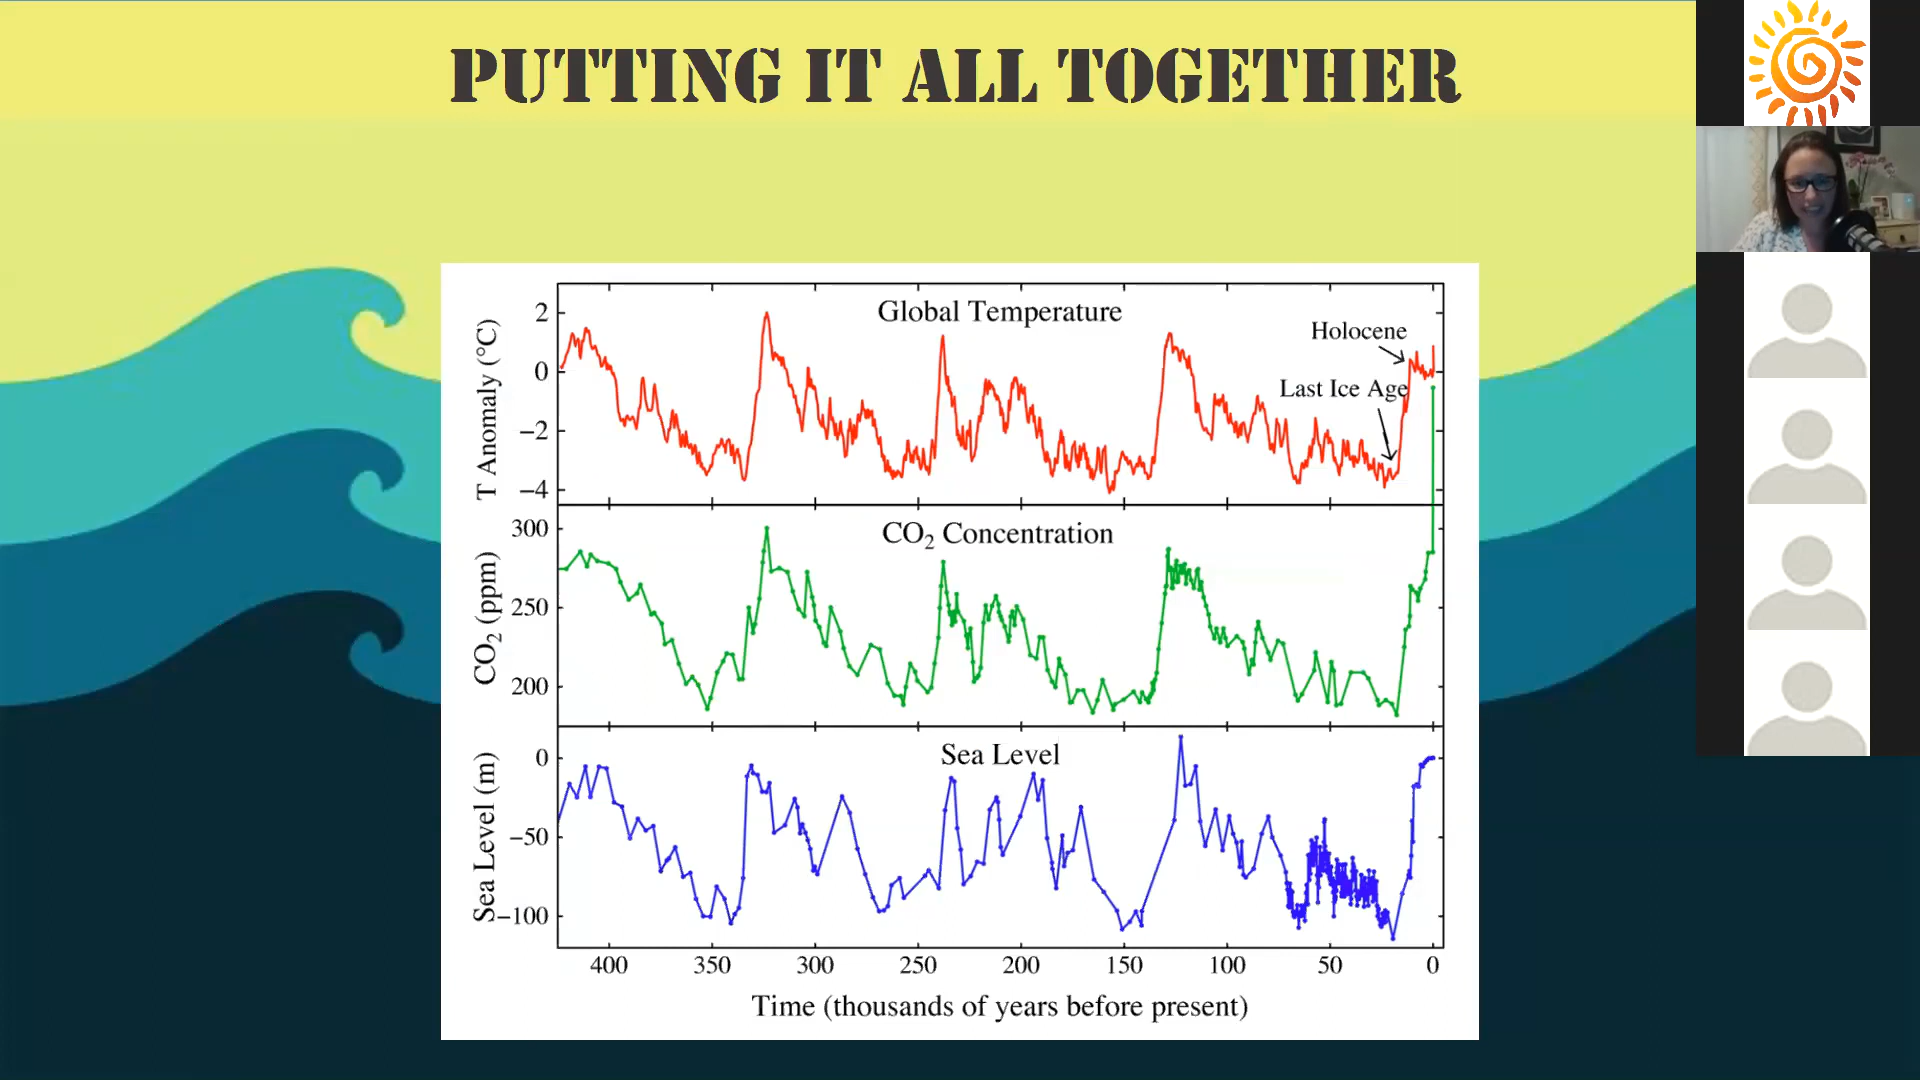 PUTTING IT ALL TOGETHER
Global Temperature
T Anomaly (°C)
2
0
−2
−4
Holocene
Last Ice Age
CO₂ Concentration
CO₂ (ppm)
300
250
200
Sea Level
Sea Level (m)
0
−50
−100
400 350 300 250 200 150 100 50 0
Time (thousands of years before present)